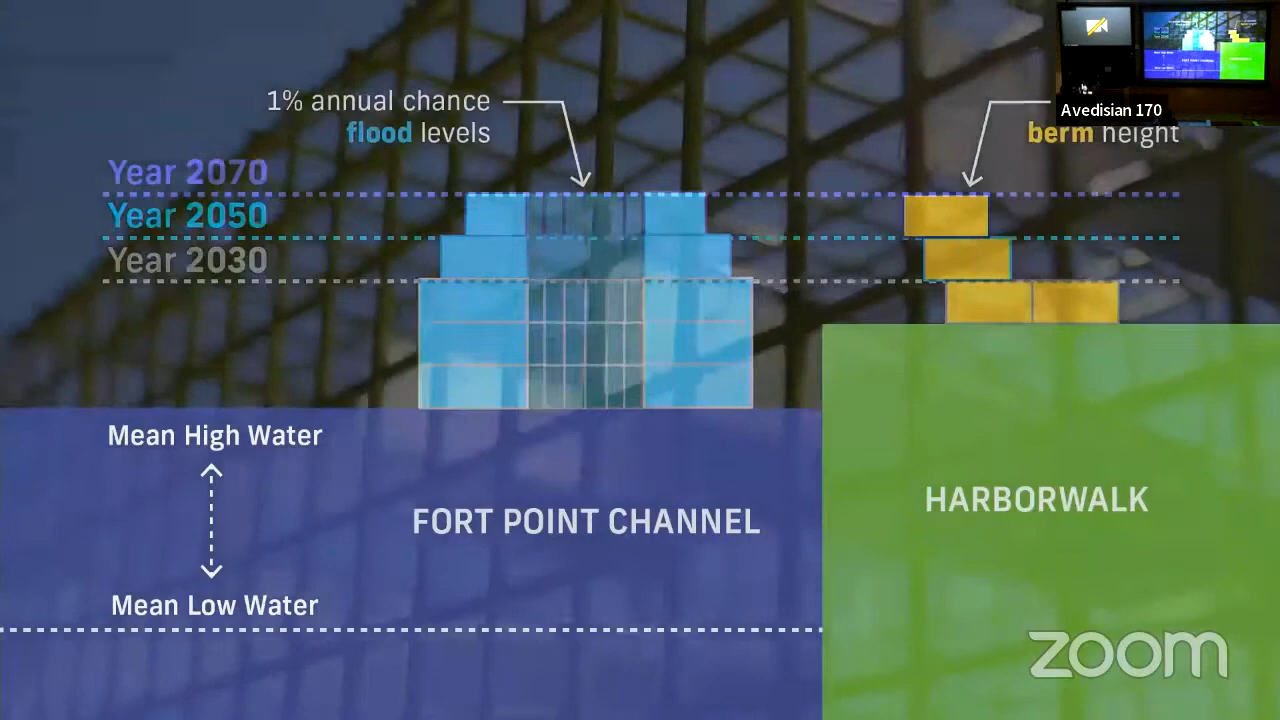 Avedisian 170
1% annual chance
flood levels
berm height
Year 2070
Year 2050
Year 2030
Mean High Water
FORT POINT CHANNEL
HARBORWALK
Mean Low Water
zoom